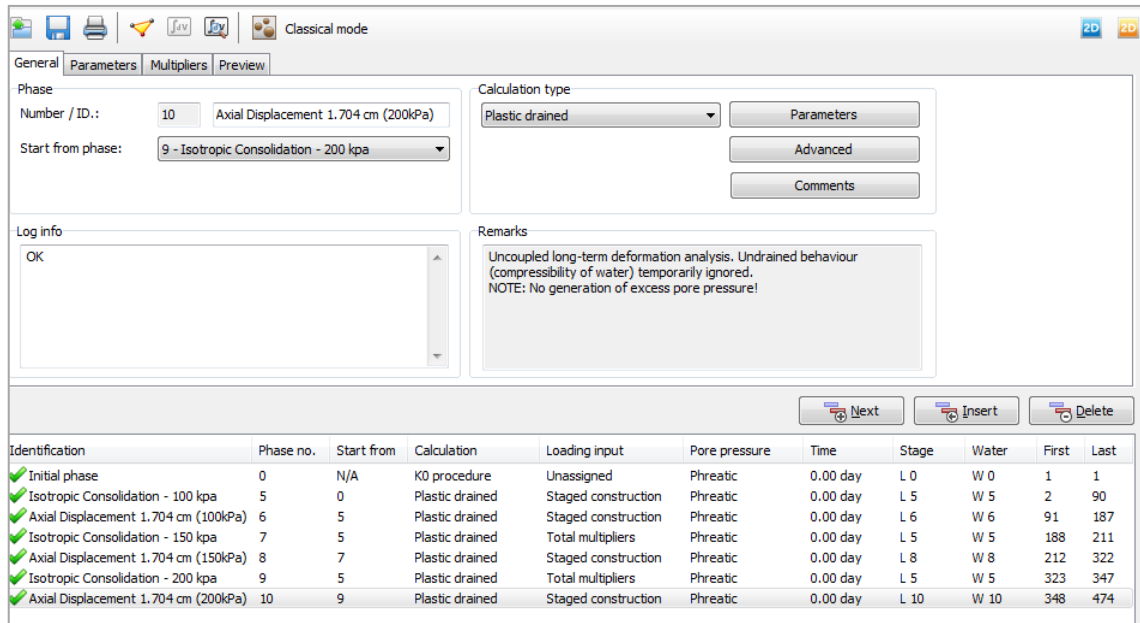 Classical mode
2D 2D
General Parameters Multipliers Preview
Phase
Number / ID.: 10 Axial Displacement 1.704 cm (200kPa)
Start from phase: 9 - Isotropic Consolidation - 200 kpa
Calculation type
Plastic drained Parameters
Advanced
Comments
Log info
OK
Remarks
Uncoupled long-term deformation analysis. Undrained behaviour
(compressibility of water) temporarily ignored.
NOTE: No generation of excess pore pressure!
Next Insert Delete
Identification Phase no. Start from Calculation Loading input Pore pressure Time Stage Water First Last
Initial phase 0 N/A K0 procedure Unassigned Phreatic 0.00 day L 0 W 0 1 1
Isotropic Consolidation - 100 kpa 5 0 Plastic drained Staged construction Phreatic 0.00 day L 5 W 5 2 90
Axial Displacement 1.704 cm (100kPa) 6 5 Plastic drained Staged construction Phreatic 0.00 day L 6 W 6 91 187
Isotropic Consolidation - 150 kpa 7 5 Plastic drained Total multipliers Phreatic 0.00 day L 5 W 5 188 211
Axial Displacement 1.704 cm (150kPa) 8 7 Plastic drained Staged construction Phreatic 0.00 day L 8 W 8 212 322
Isotropic Consolidation - 200 kpa 9 5 Plastic drained Total multipliers Phreatic 0.00 day L 5 W 5 323 347
Axial Displacement 1.704 cm (200kPa) 10 9 Plastic drained Staged construction Phreatic 0.00 day L 10 W 10 348 474